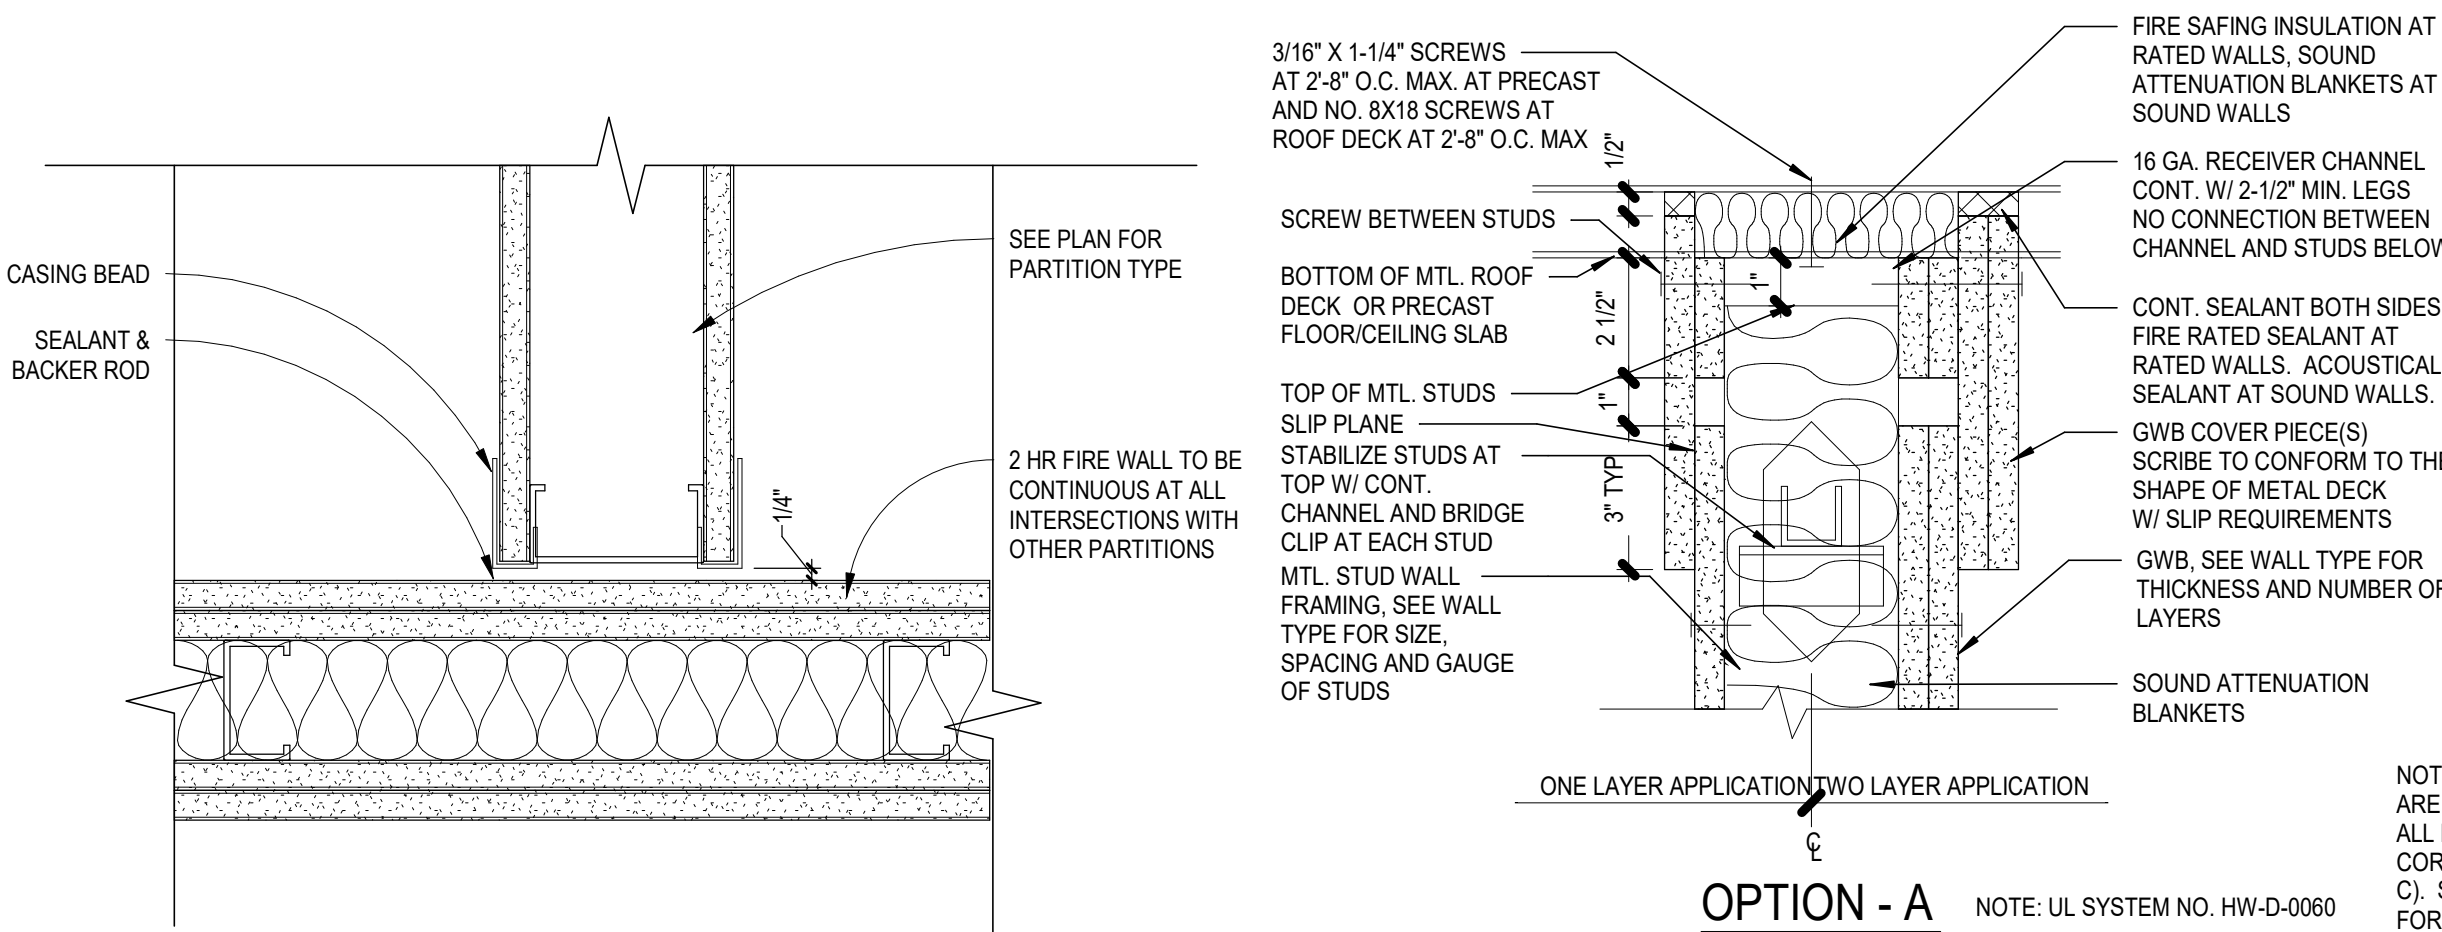 CASING BEAD
SEALANT &
BACKER ROD
SEE PLAN FOR
PARTITION TYPE
2 HR FIRE WALL TO BE
CONTINUOUS AT ALL
INTERSECTIONS WITH
OTHER PARTITIONS
1/4"
3/16" X 1-1/4" SCREWS
AT 2'-8" O.C. MAX. AT PRECAST
AND NO. 8X18 SCREWS AT
ROOF DECK AT 2'-8" O.C. MAX
SCREW BETWEEN STUDS
BOTTOM OF MTL. ROOF
DECK OR PRECAST
FLOOR/CEILING SLAB
TOP OF MTL. STUDS
SLIP PLANE
STABILIZE STUDS AT
TOP W/ CONT.
CHANNEL AND BRIDGE
CLIP AT EACH STUD
MTL. STUD WALL
FRAMING, SEE WALL
TYPE FOR SIZE,
SPACING AND GAUGE
OF STUDS
1/2"
2 1/2"
1"
3" TYP
1"
FIRE SAFING INSULATION AT
RATED WALLS, SOUND
ATTENUATION BLANKETS AT
SOUND WALLS
16 GA. RECEIVER CHANNEL
CONT. W/ 2-1/2" MIN. LEGS
NO CONNECTION BETWEEN
CHANNEL AND STUDS BELOW
CONT. SEALANT BOTH SIDES
FIRE RATED SEALANT AT
RATED WALLS. ACOUSTICAL
SEALANT AT SOUND WALLS.
GWB COVER PIECE(S)
SCRIBE TO CONFORM TO THE
SHAPE OF METAL DECK
W/ SLIP REQUIREMENTS
GWB, SEE WALL TYPE FOR
THICKNESS AND NUMBER OF
LAYERS
SOUND ATTENUATION
BLANKETS
ONE LAYER APPLICATION TWO LAYER APPLICATION
℄
OPTION - A
NOTE: UL SYSTEM NO. HW-D-0060
ARE
ALL
C).
FOR